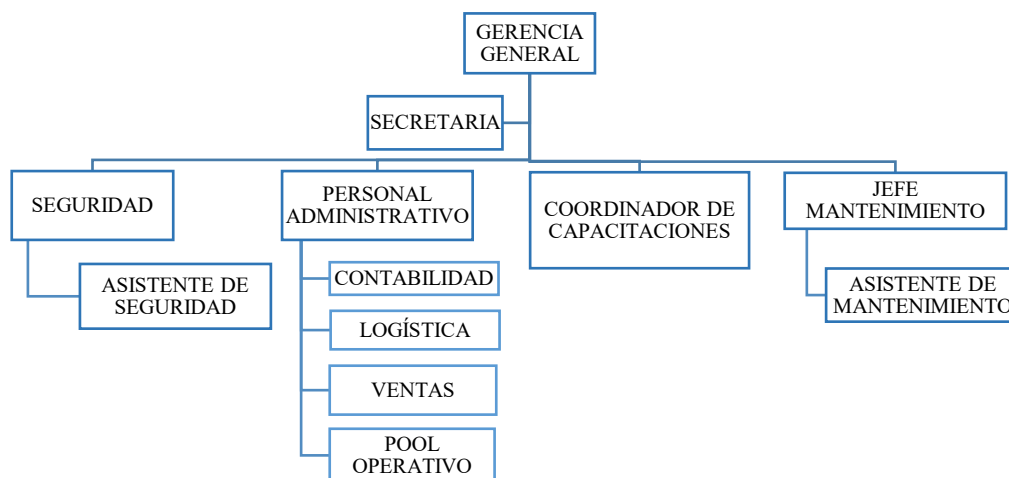 GERENCIA
GENERAL
SECRETARIA
SEGURIDAD
PERSONAL
ADMINISTRATIVO
COORDINADOR DE
CAPACITACIONES
JEFE
MANTENIMIENTO
ASISTENTE DE
SEGURIDAD
CONTABILIDAD
LOGÍSTICA
VENTAS
POOL
OPERATIVO
ASISTENTE DE
MANTENIMIENTO